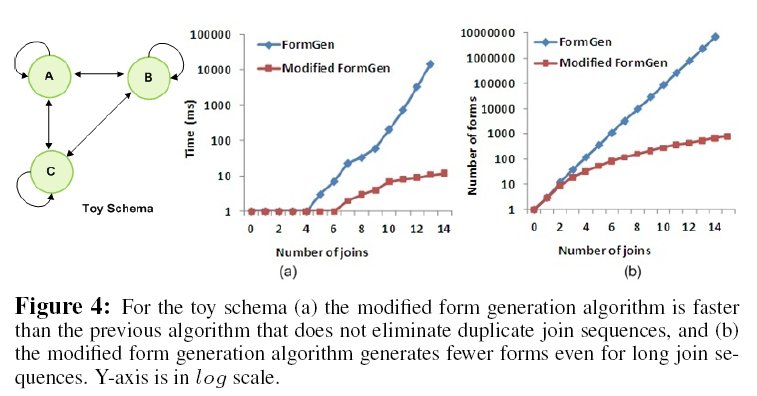 A
B
C
Toy Schema
100000
10000
1000
100
10
1
Time (ms)
FormGen
Modified FormGen
0 2 4 6 8 10 12 14
Number of joins
(a)
10000000
1000000
100000
10000
1000
100
10
1
Number of forms
FormGen
Modified FormGen
0 2 4 6 8 10 12 14
Number of joins
(b)
Figure 4: For the toy schema (a) the modified form generation algorithm is faster
than the previous algorithm that does not eliminate duplicate join sequences, and (b)
the modified form generation algorithm generates fewer forms even for long join se-
quences. Y-axis is in log scale.